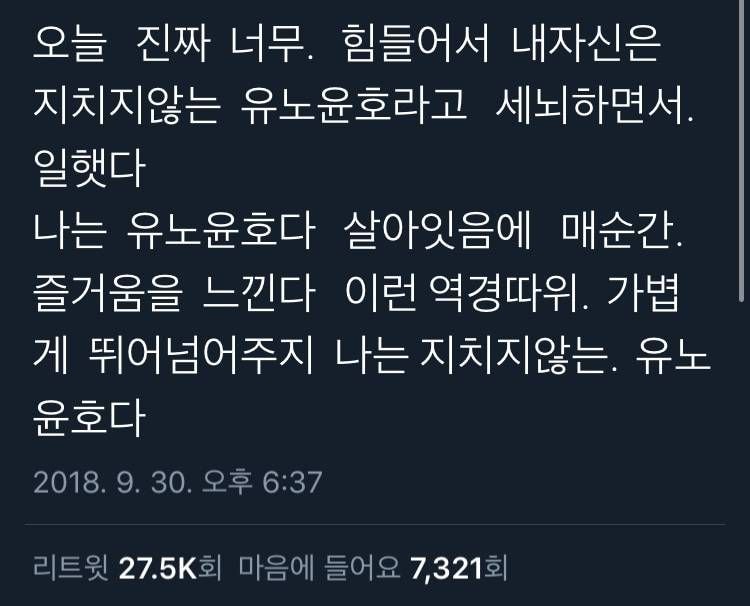 오늘 진짜 너무. 힘들어서 내자신은
지치지않는 유노윤호라고 세뇌하면서.
일햇다
나는 유노윤호다 살아잇음에 매순간.
즐거움을 느낀다 이런 역경따위. 가볍
게 뛰어넘어주지 나는 지치지않는. 유노
윤호다
2018. 9. 30. 오후 6:37
리트윗 27.5K회 마음에 들어요 7,321회